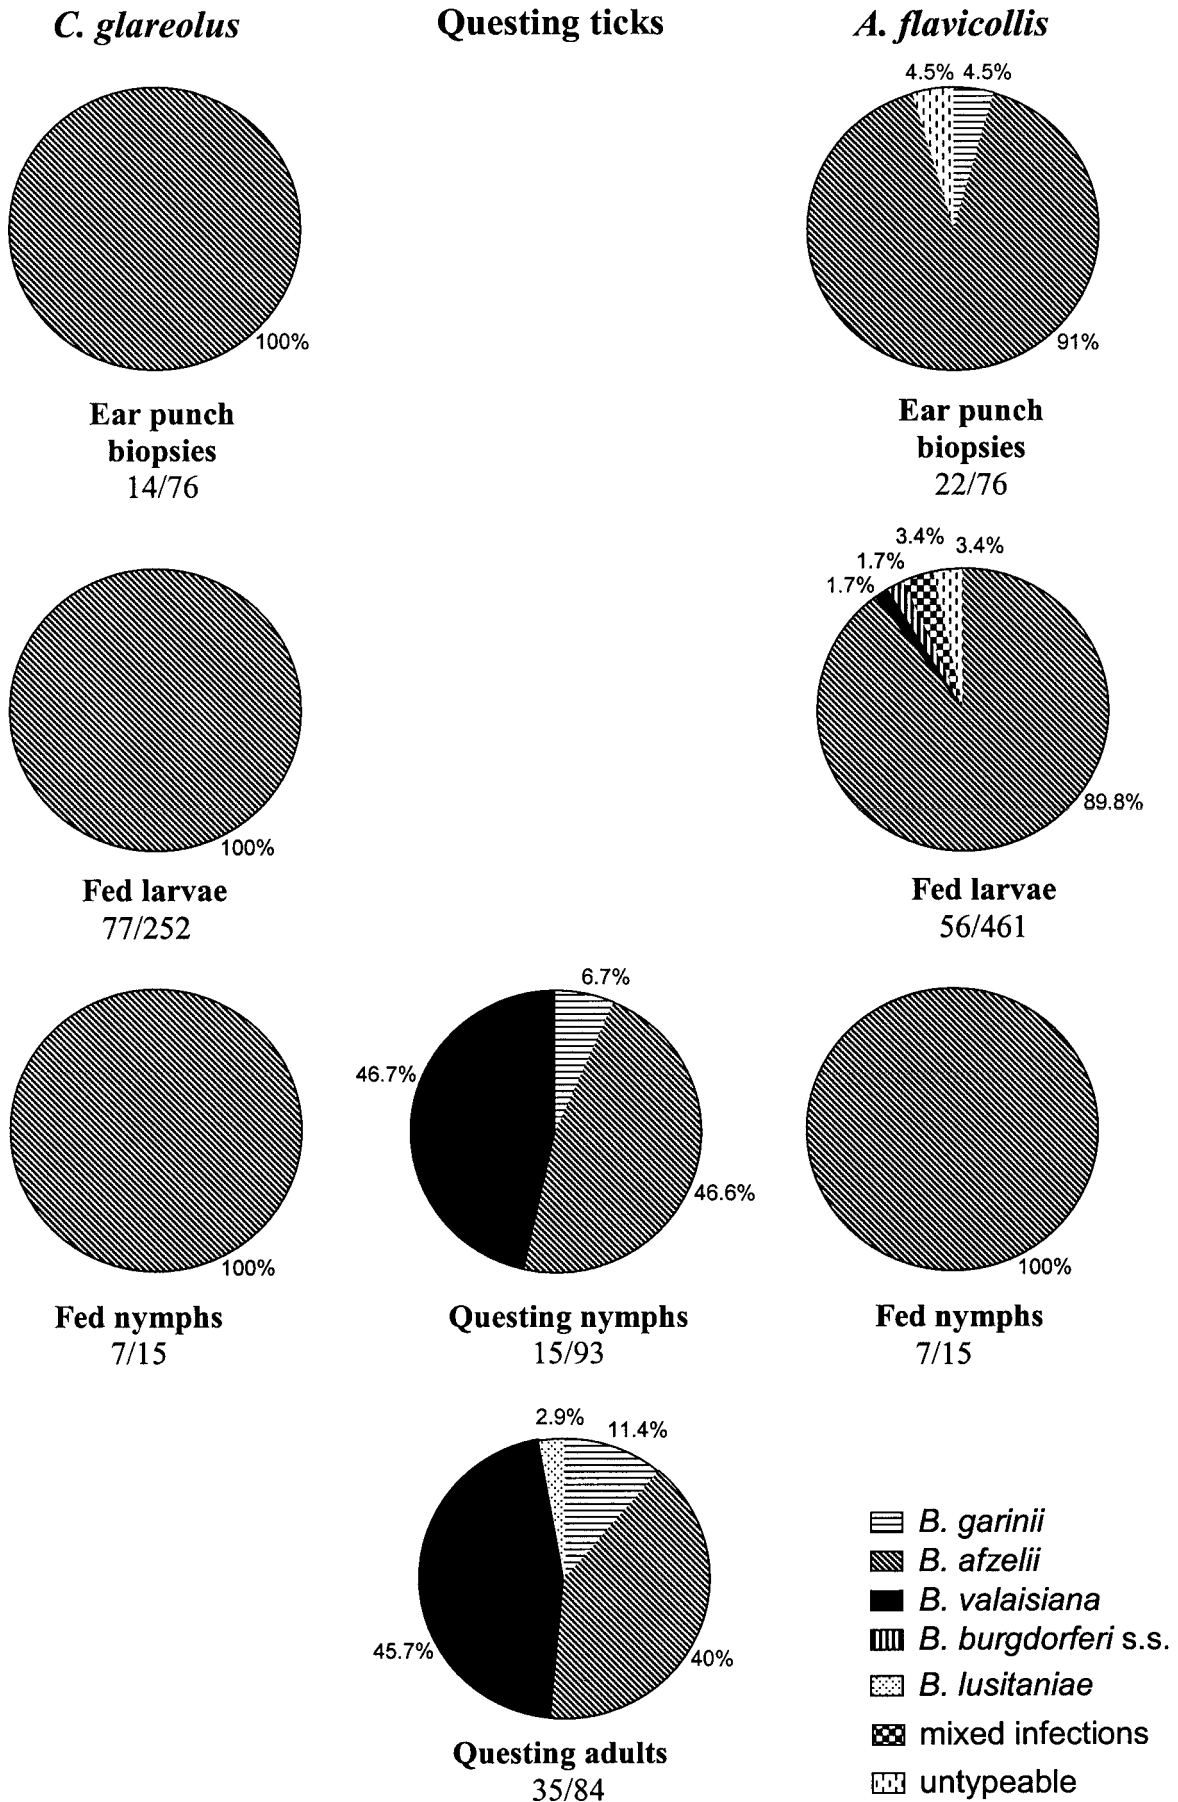 C. glareolus
Questing ticks
A. flavicollis
4.5% 4.5%
100%
91%
Ear punch
biopsies
14/76
Ear punch
biopsies
22/76
3.4%
3.4%
1.7%
1.7%
100%
89.8%
Fed larvae
77/252
Fed larvae
56/461
6.7%
46.7%
46.6%
100%
100%
Fed nymphs
7/15
Questing nymphs
15/93
Fed nymphs
7/15
2.9%
11.4%
45.7%
40%
Questing adults
35/84
B. garinii
B. afzelii
B. valaisiana
B. burgdorferi s.s.
B. lusitaniae
mixed infections
untypeable